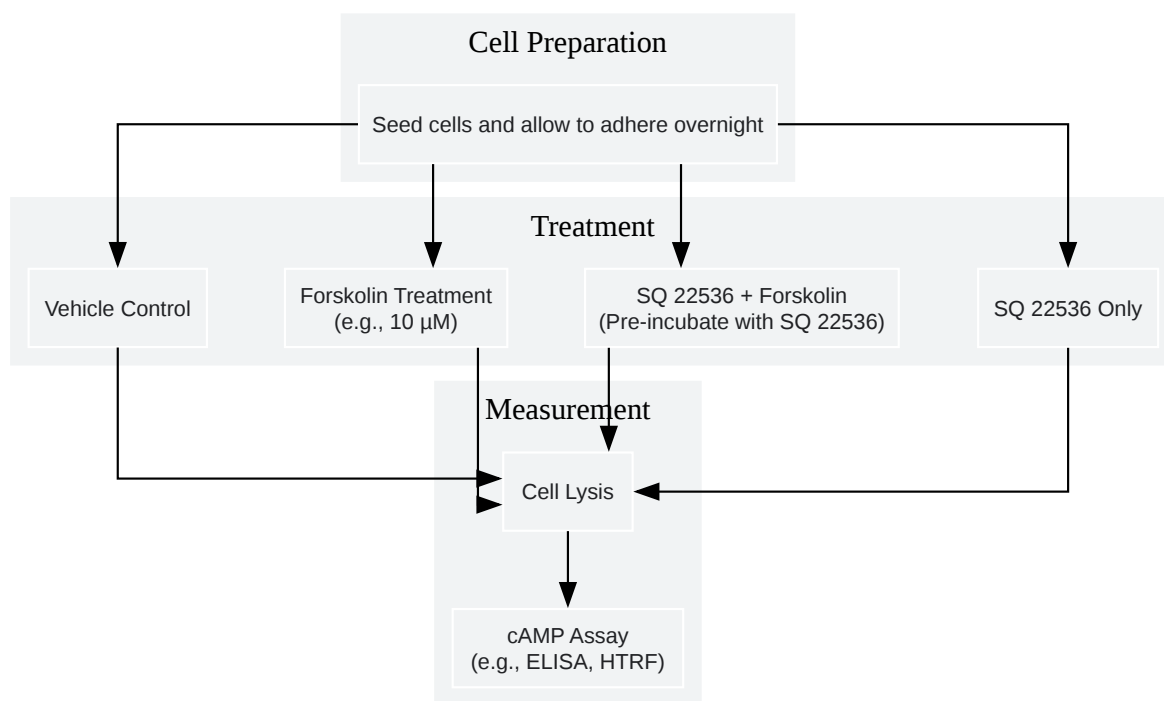 Cell Preparation
Seed cells and allow to adhere overnight
Treatment
Vehicle Control
Forskolin Treatment
(e.g., 10 µM)
SQ 22536 + Forskolin
(Pre-incubate with SQ 22536)
SQ 22536 Only
Measurement
Cell Lysis
cAMP Assay
(e.g., ELISA, HTRF)